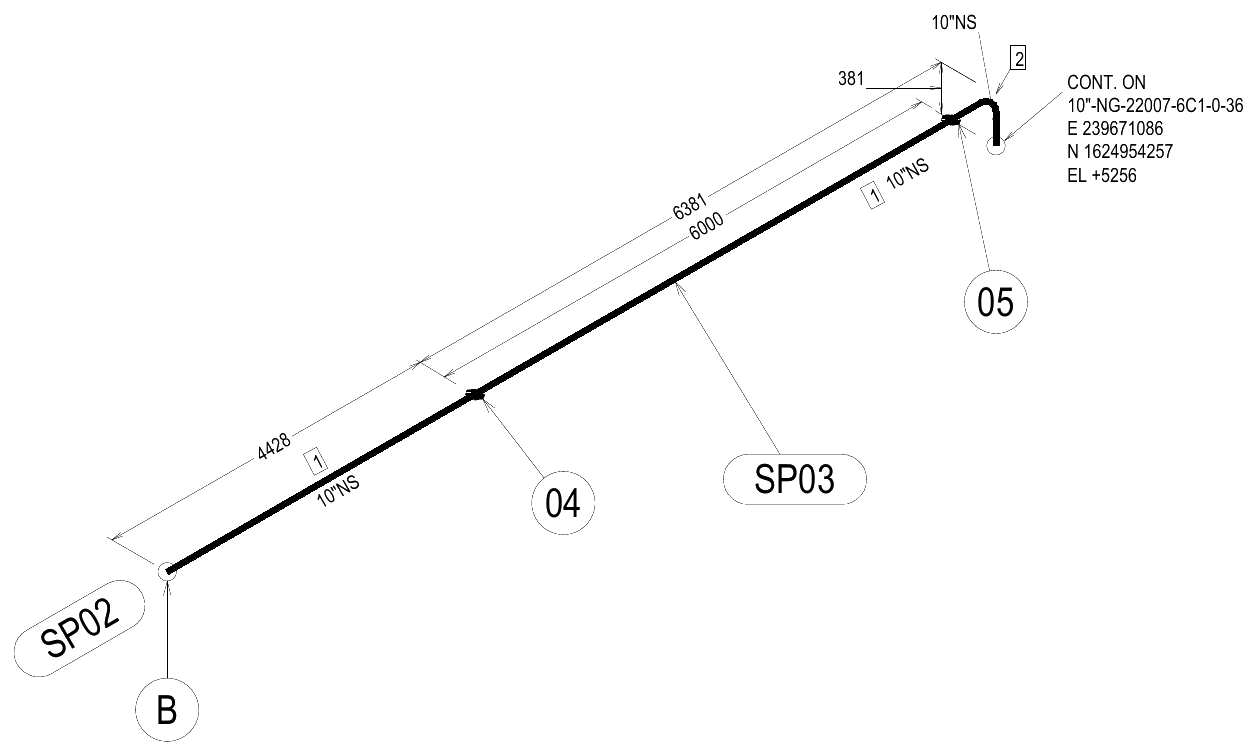 10"NS
2
381
CONT. ON
10"-NG-22007-6C1-0-36
E 239671086
N 1624954257
EL +5256
6381
6000
1
10"NS
05
4428
1
10"NS
04
SP03
SP02
B